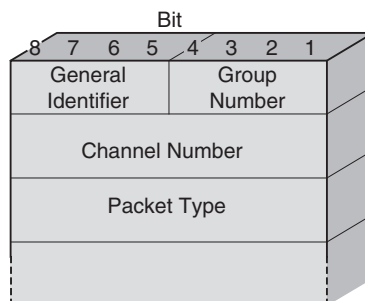 Bit
8 7 6 5 4 3 2 1
General Identifier
Group Number
Channel Number
Packet Type